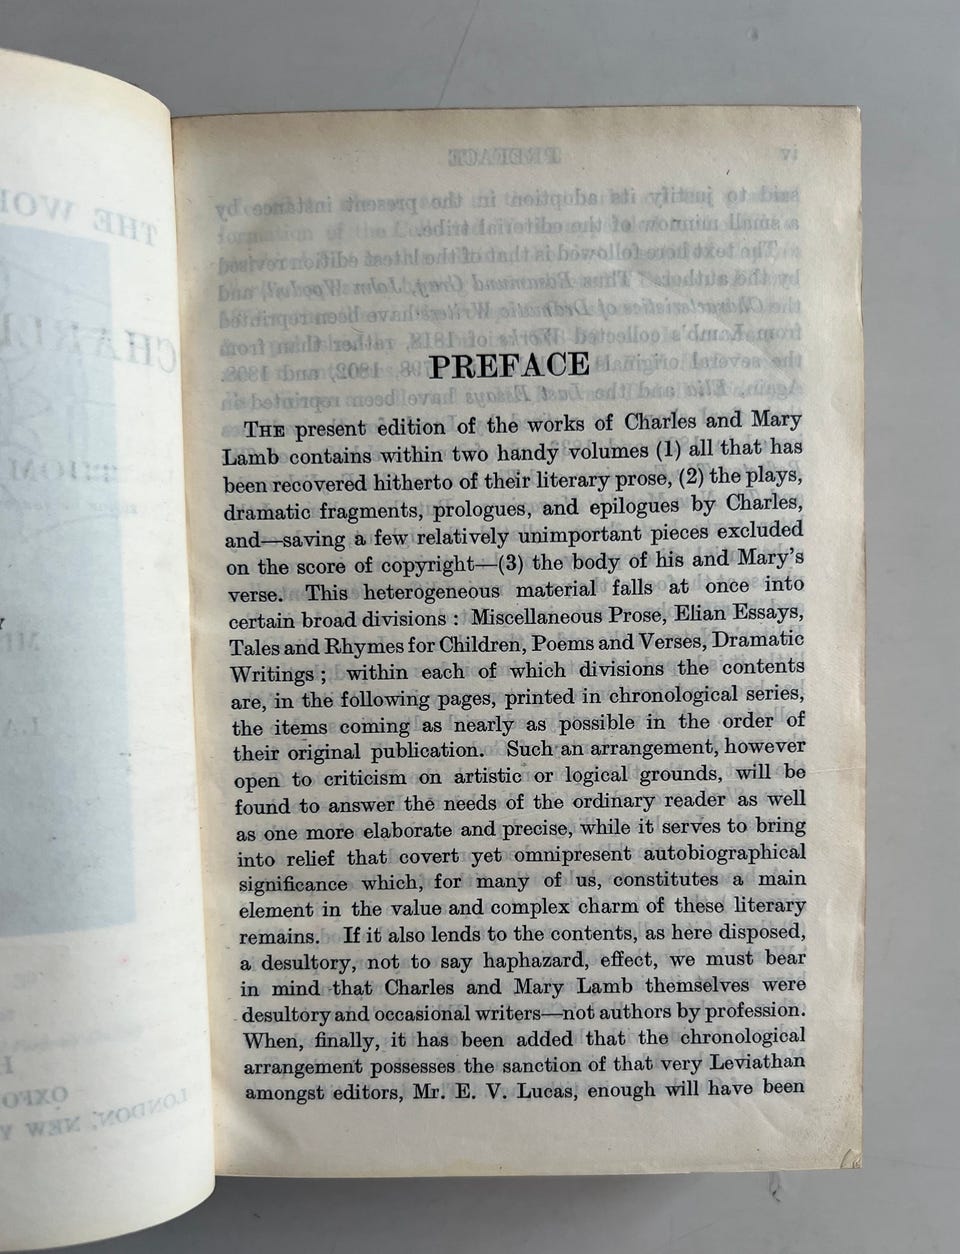 PREFACE
THE present edition of the works of Charles and Mary
Lamb contains within two handy volumes (1) all that has
been recovered hitherto of their literary prose, (2) the plays,
dramatic fragments, prologues, and epilogues by Charles,
and—saving a few relatively unimportant pieces excluded
on the score of copyright—(3) the body of his and Mary's
verse. This heterogeneous material falls at once into
certain broad divisions : Miscellaneous Prose, Elian Essays,
Tales and Rhymes for Children, Poems and Verses, Dramatic
Writings ; within each of which divisions the contents
are, in the following pages, printed in chronological series,
the items coming as nearly as possible in the order of
their original publication. Such an arrangement, however
open to criticism on artistic or logical grounds, will be
found to answer the needs of the ordinary reader as well
as one more elaborate and precise, while it serves to bring
into relief that covert yet omnipresent autobiographical
significance which, for many of us, constitutes a main
element in the value and complex charm of these literary
remains. If it also lends to the contents, as here disposed,
a desultory, not to say haphazard, effect, we must bear
in mind that Charles and Mary Lamb themselves were
desultory and occasional writers—not authors by profession.
When, finally, it has been added that the chronological
arrangement possesses the sanction of that very Leviathan
amongst editors, Mr. E. V. Lucas, enough will have been